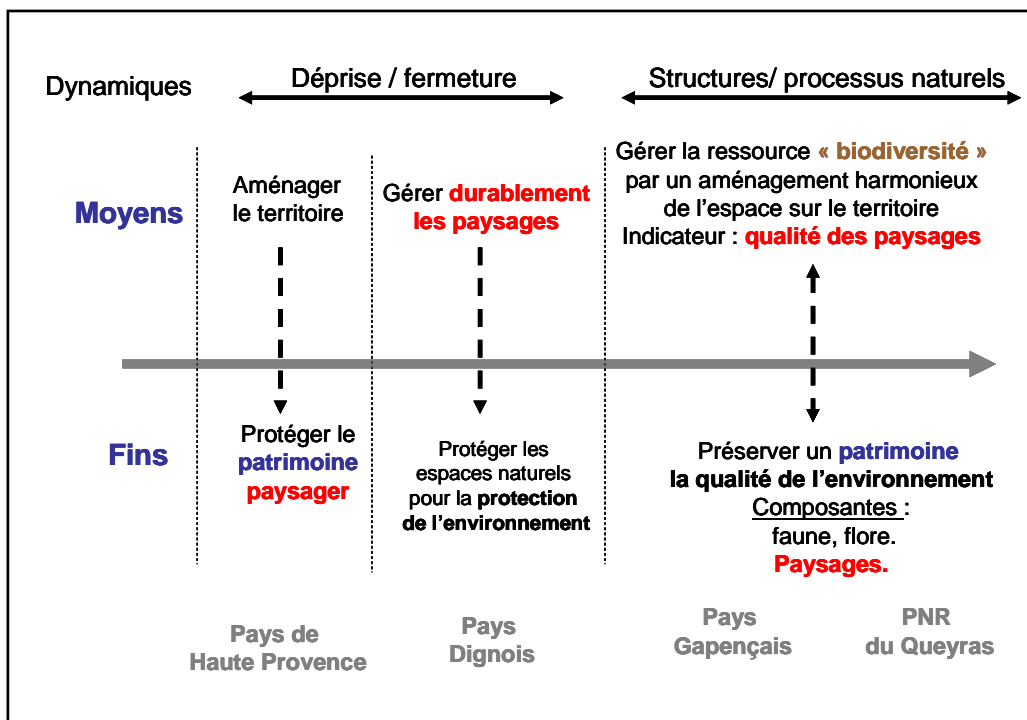 Dynamiques
Déprise / fermeture
Structures/ processus naturels
Moyens
Aménager
le territoire
Gérer durablement
les paysages
Gérer la ressource « biodiversité »
par un aménagement harmonieux
de l'espace sur le territoire
Indicateur : qualité des paysages
Fins
Protéger le
patrimoine
paysager
Protéger les
espaces naturels
pour la protection
de l'environnement
Préserver un patrimoine
la qualité de l'environnement
Composantes :
faune, flore.
Paysages.
Pays de
Haute Provence
Pays
Dignois
Pays
Gapençais
PNR
du Queyras